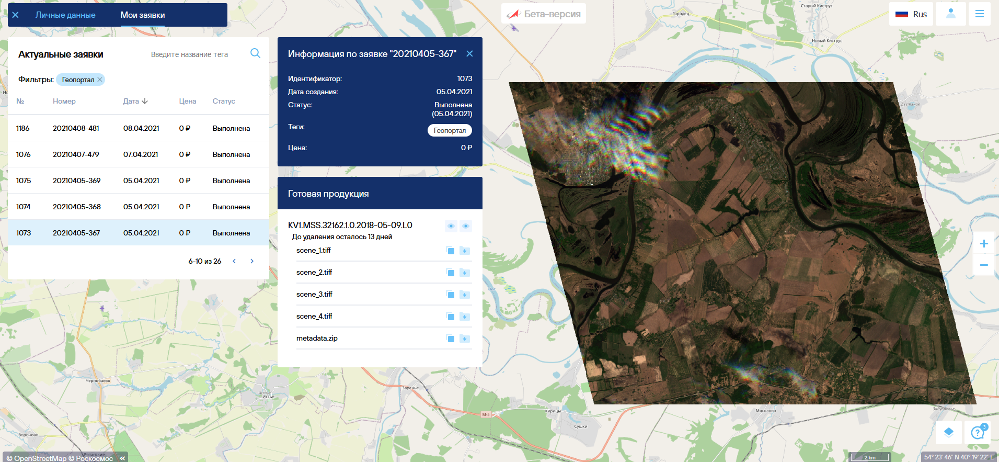 Личные данные
Мои заявки
Бета-версия
Rus
Актуальные заявки
Введите название тега
Фильтры: Геопортал
№ Номер Дата Цена Статус
1186 20210408-481 08.04.2021 0 ₽ Выполнена
1076 20210407-479 07.04.2021 0 ₽ Выполнена
1075 20210405-369 05.04.2021 0 ₽ Выполнена
1074 20210405-368 05.04.2021 0 ₽ Выполнена
1073 20210405-367 05.04.2021 0 ₽ Выполнена
6-10 из 26
Информация по заявке "20210405-367"
Идентификатор: 1073
Дата создания: 05.04.2021
Статус: Выполнена
(05.04.2021)
Теги: Геопортал
Цена: 0 ₽
Готовая продукция
KV1.MSS.32162.1.0.2018-05-09.L0
До удаления осталось 13 дней
scene_1.tiff
scene_2.tiff
scene_3.tiff
scene_4.tiff
metadata.zip
Старый Киструс
Городец
Новый Киструс
Дегтяное
Ока
Чернобаево
Истье
Истье
Заречье
М-5
Кирицы
Сушки
Мосолово
Задубровье
Вороново
Рязанские
3
© OpenStreetMap © Роскосмос «
2 km
54° 23' 46" N 40° 19' 22" E